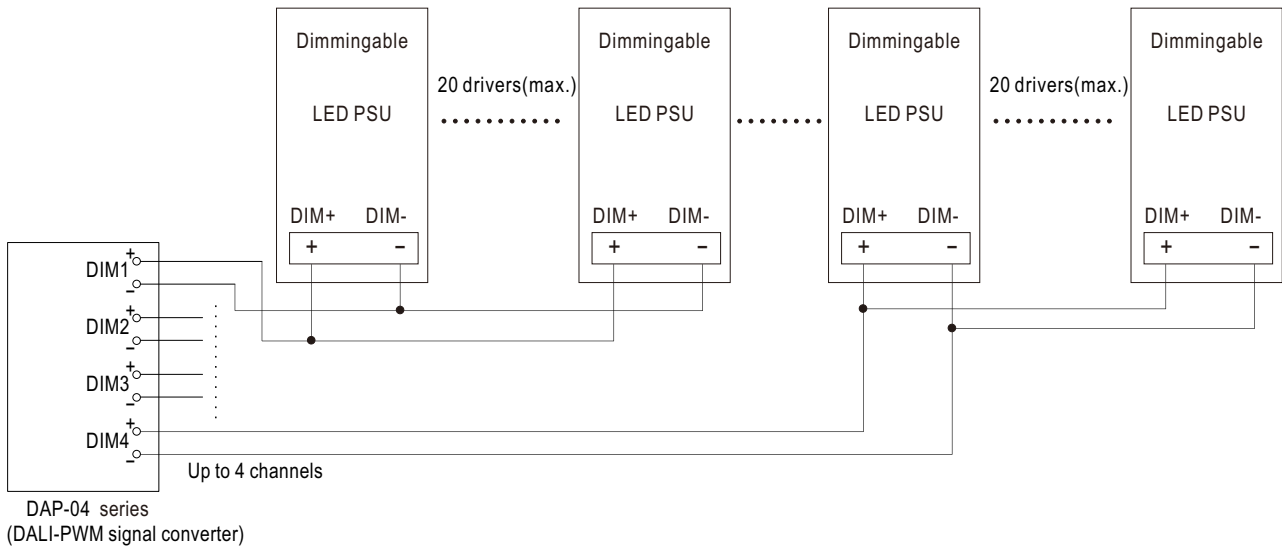 Dimmingable
LED PSU
DIM+ DIM-
+ −
20 drivers(max.)
Dimmingable
LED PSU
DIM+ DIM-
+ −
Dimmingable
LED PSU
DIM+ DIM-
+ −
20 drivers(max.)
Dimmingable
LED PSU
DIM+ DIM-
+ −
DIM1 +
−
DIM2 +
−
DIM3 +
−
DIM4 +
−
Up to 4 channels
DAP-04 series
(DALI-PWM signal converter)